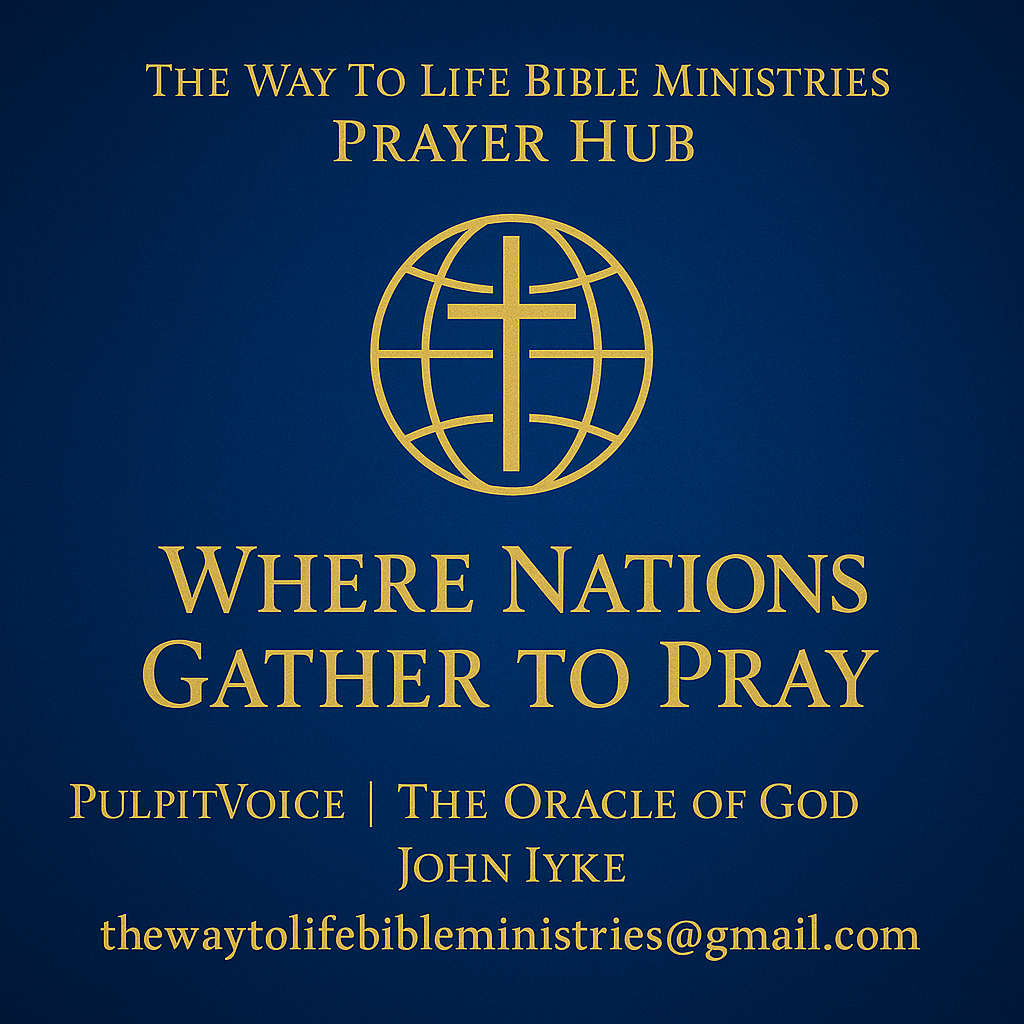 The Way To Life Bible Ministries
Prayer Hub
Where Nations
Gather to Pray
PulpitVoice | The Oracle of God
John Iyke
thewaytolifebibleministries@gmail.com